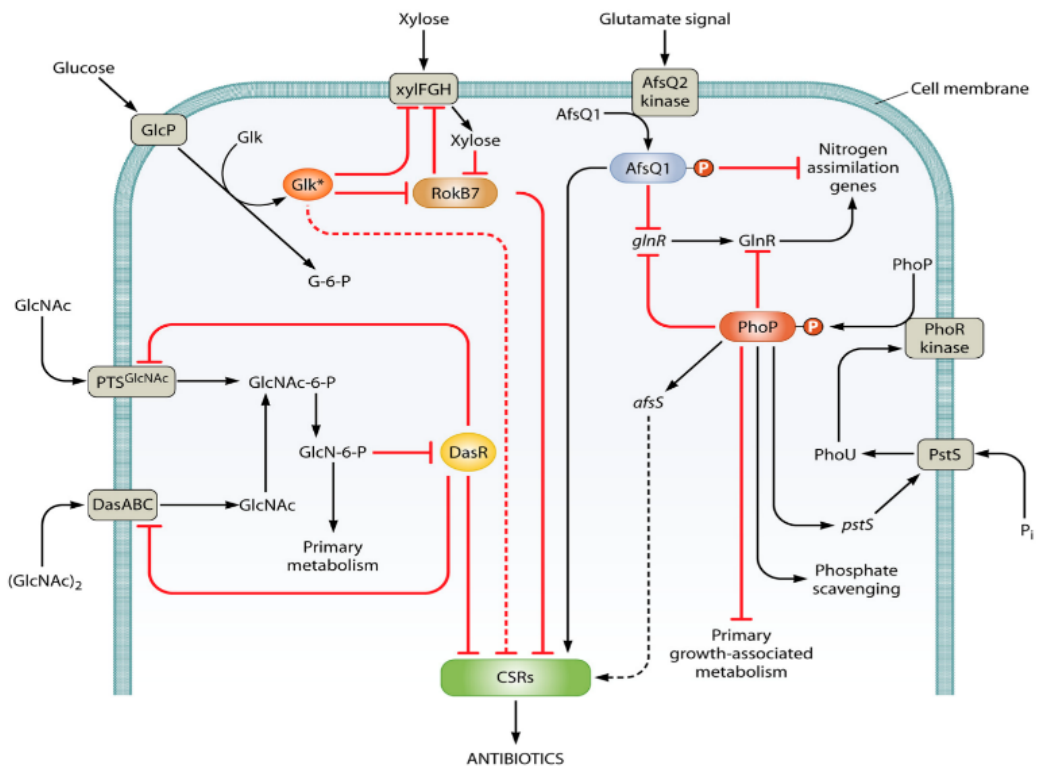 Xylose
Glutamate signal
Glucose
xylFGH
AfsQ2
kinase
Cell membrane
GlcP
Glk
Xylose
AfsQ1
Nitrogen
assimilation
genes
Glk*
RokB7
AfsQ1
P
glnR
GlnR
G-6-P
PhoP
GlcNAc
PhoP
P
PhoR
kinase
PTSGlcNAc
GlcNAc-6-P
afsS
GlcN-6-P
DasR
PhoU
PstS
DasABC
GlcNAc
pstS
Pi
Primary
metabolism
(GlcNAc)2
Phosphate
scavenging
Primary
growth-associated
metabolism
CSRs
ANTIBIOTICS